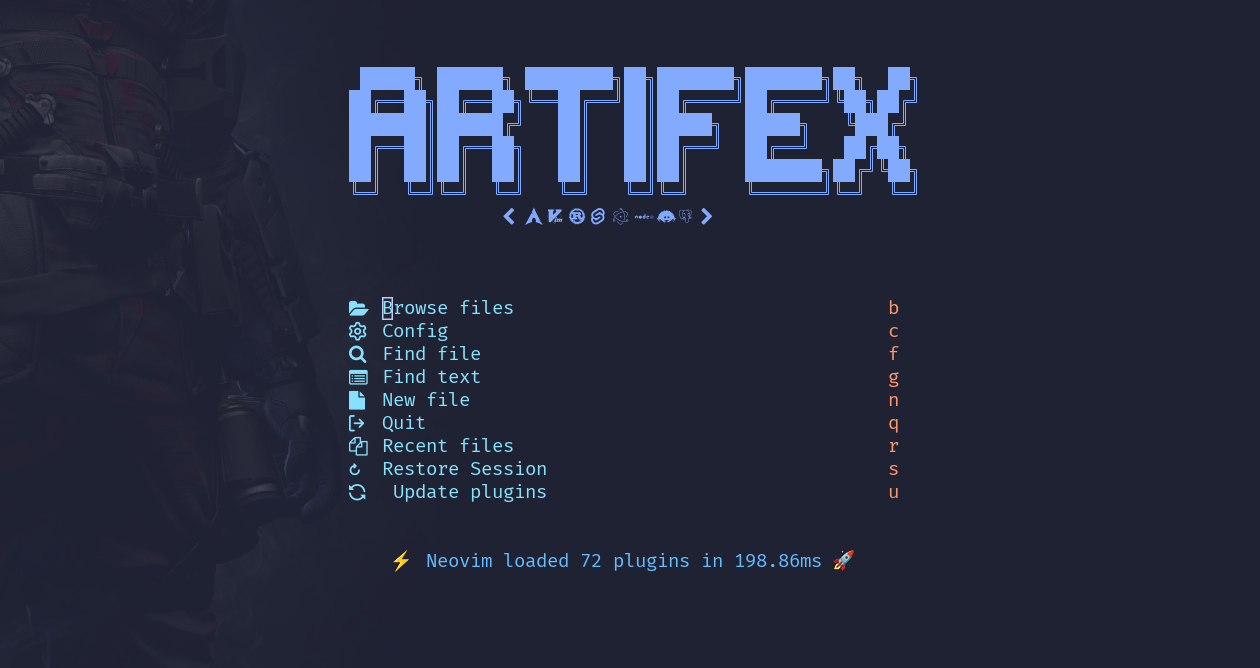 ARTIFEX
Browse files b
Config c
Find file f
Find text g
New file n
Quit q
Recent files r
Restore Session s
Update plugins u
⚡ Neovim loaded 72 plugins in 198.86ms 🚀